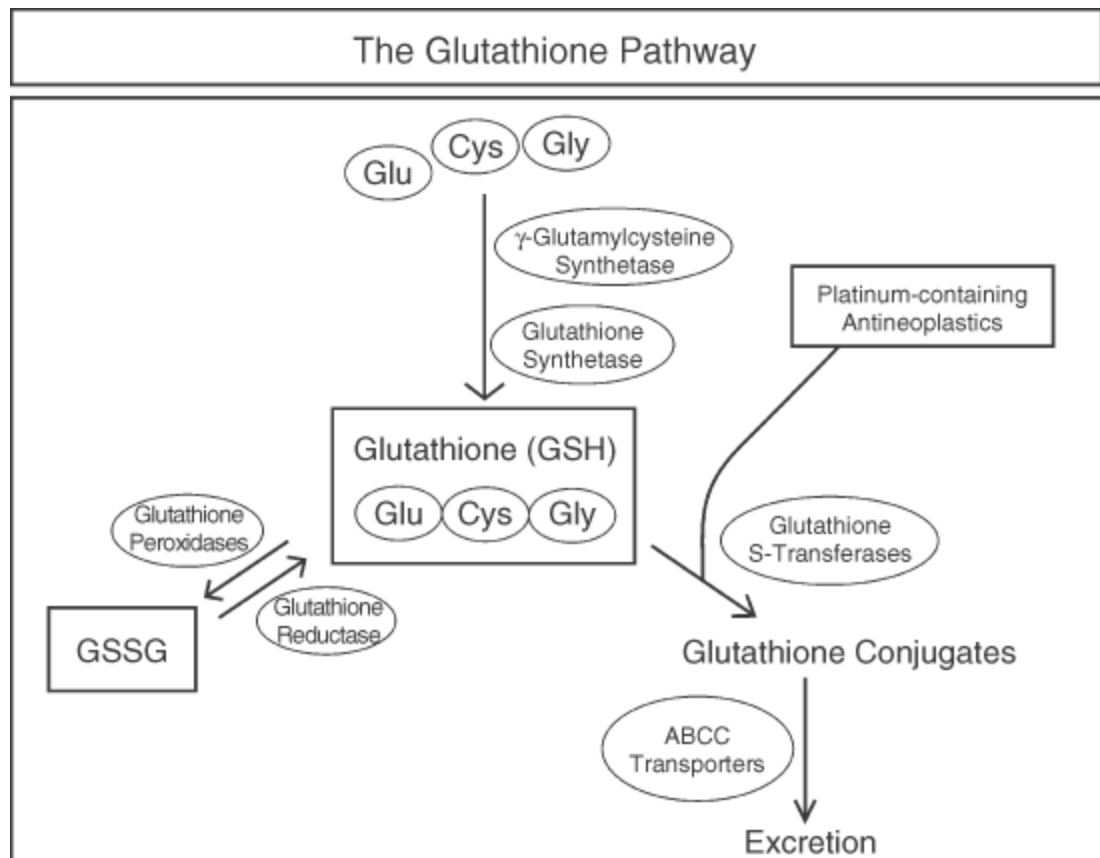 The Glutathione Pathway
Glu
Cys
Gly
γ-Glutamylcysteine
Synthetase
Platinum-containing
Antineoplastics
Glutathione
Synthetase
Glutathione (GSH)
Glu
Cys
Gly
Glutathione
Peroxidases
Glutathione
S-Transferases
Glutathione
Reductase
GSSG
Glutathione Conjugates
ABCC
Transporters
Excretion